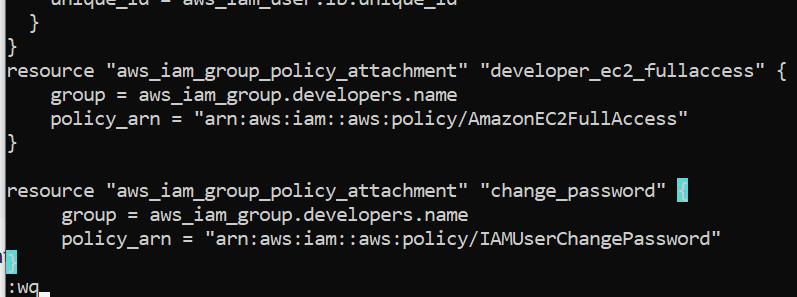 unique_id = aws_iam_user.lb.unique_id
  }
}
resource "aws_iam_group_policy_attachment" "developer_ec2_fullaccess" {
    group = aws_iam_group.developers.name
    policy_arn = "arn:aws:iam::aws:policy/AmazonEC2FullAccess"
}

resource "aws_iam_group_policy_attachment" "change_password" {
     group = aws_iam_group.developers.name
     policy_arn = "arn:aws:iam::aws:policy/IAMUserChangePassword"
}
:wq